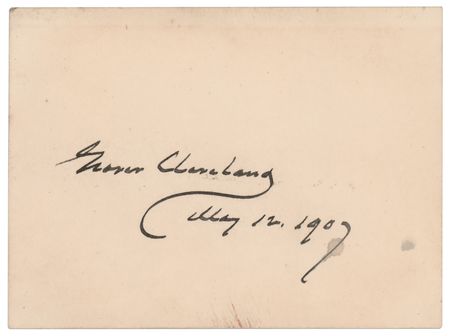 Grover Cleveland
May 12. 1907